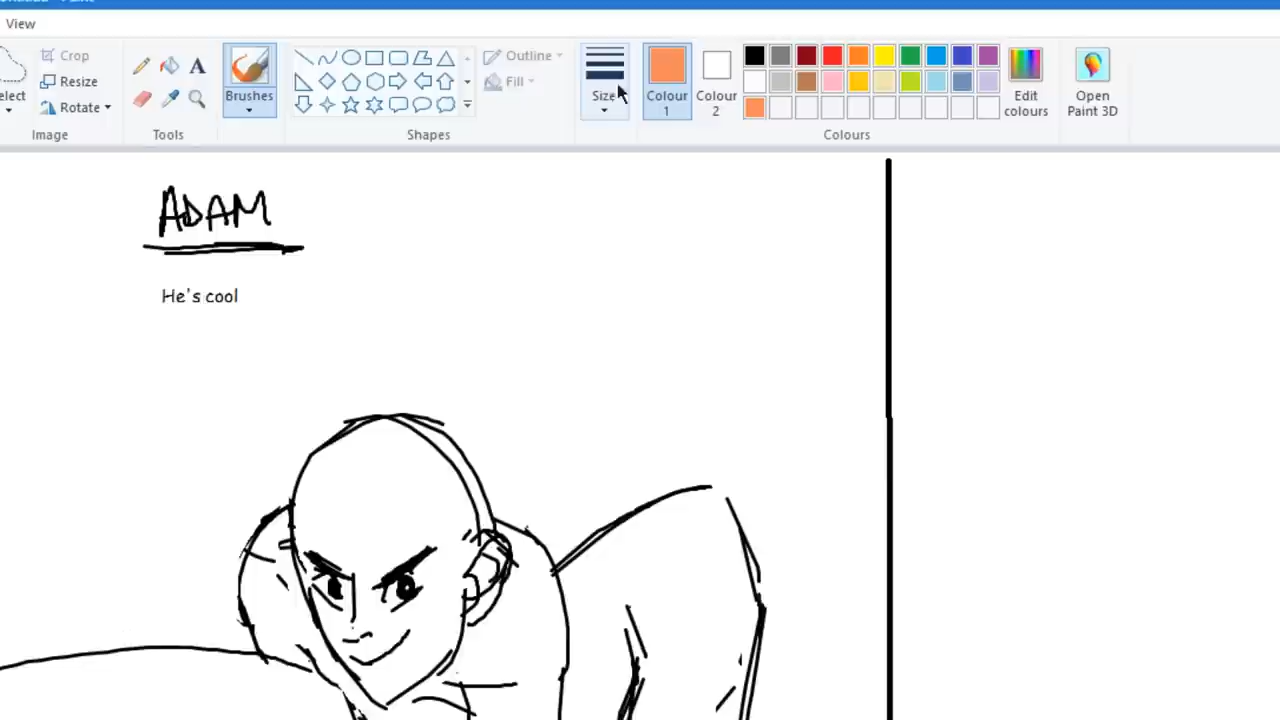 View
Crop
Resize
Rotate
Image
Tools
A
Brushes
Shapes
Outline
Fill
Size
Colour 1
Colour 2
Colours
Edit colours
Open Paint 3D
ADAM
He's cool